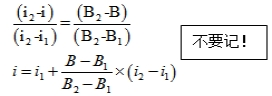 (i₂-i)/(i₂-i₁)=(B₂-B)/(B₂-B₁)
i = i₁ + (B - B₁)/(B₂ - B₁) × (i₂ - i₁)
不要记！